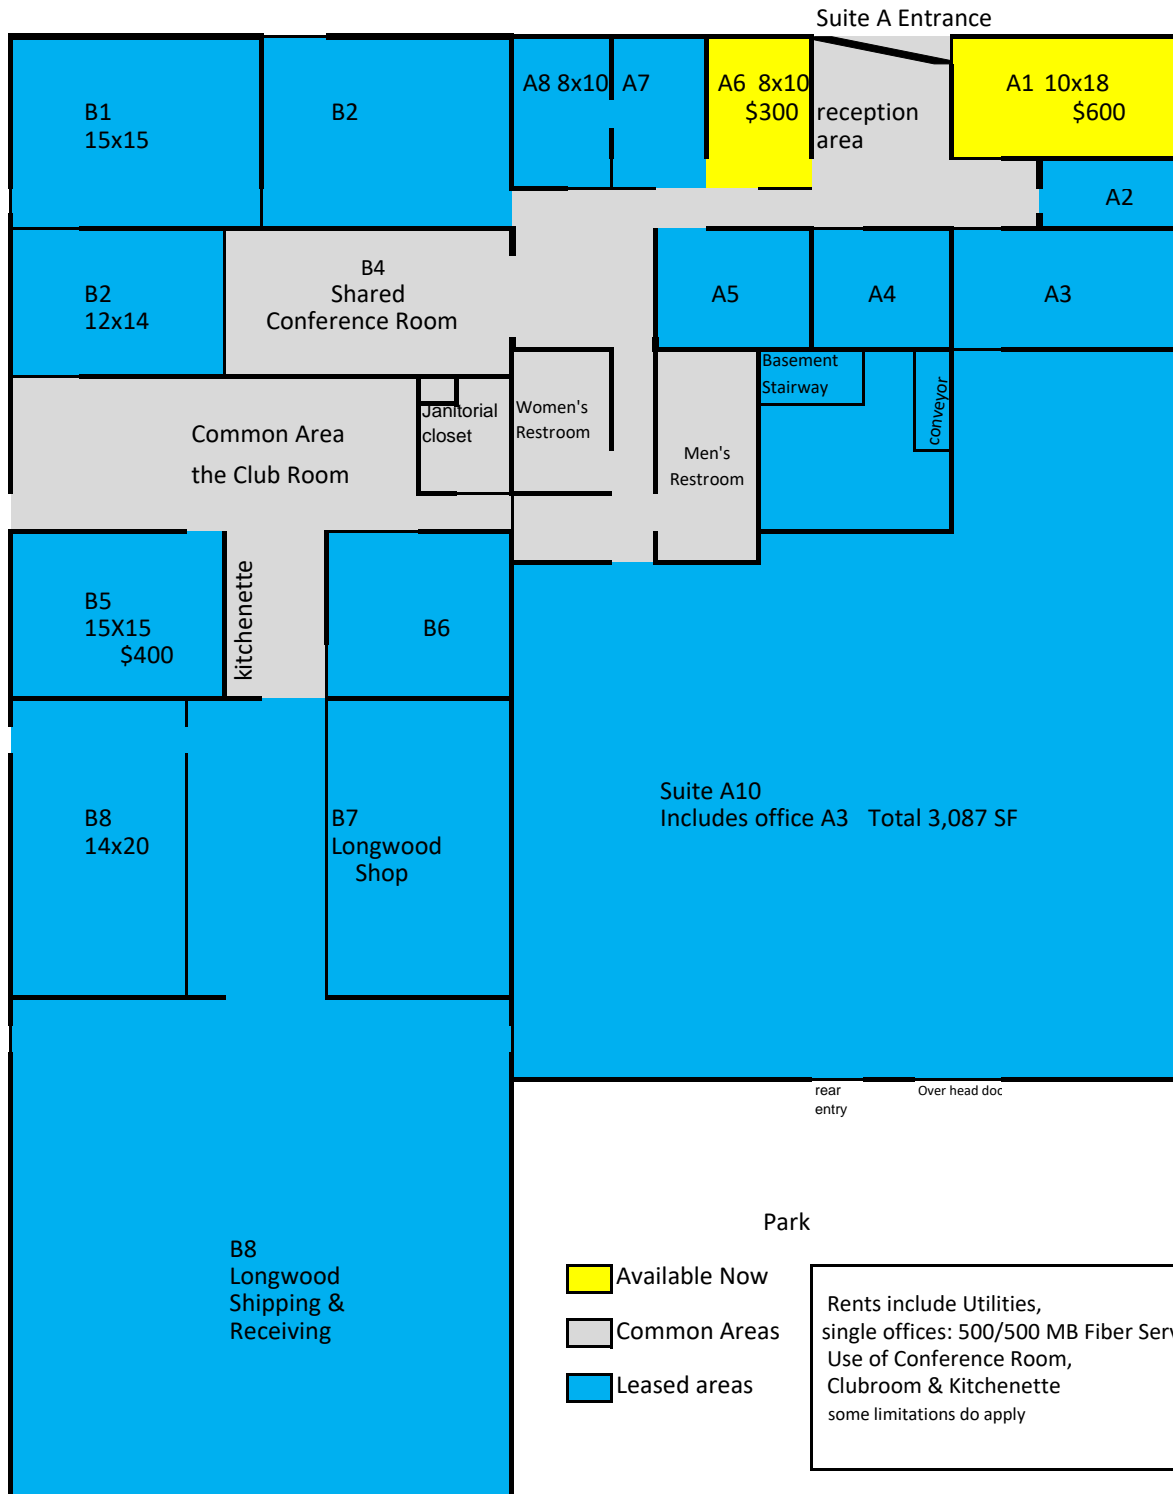 Suite A Entrance
A8 8x10
A7
A6 8x10
$300
A1 10x18
$600
B1
15x15
B2
reception
area
A2
B2
12x14
B4
Shared
Conference Room
A5
A4
A3
Basement
Stairway
conveyor
Janitorial
closet
Women's
Restroom
Men's
Restroom
Common Area
the Club Room
kitchenette
B5
15X15
$400
B6
Suite A10
Includes office A3 Total 3,087 SF
B8
14x20
B7
Longwood
Shop
rear
entry
Over head
B8
Longwood
Shipping &
Receiving
Park
Available Now
Common Areas
Leased areas
Rents include Utilities,
single offices: 500/500 MB Fiber
Use of Conference Room,
Clubroom & Kitchenette
some limitations do apply